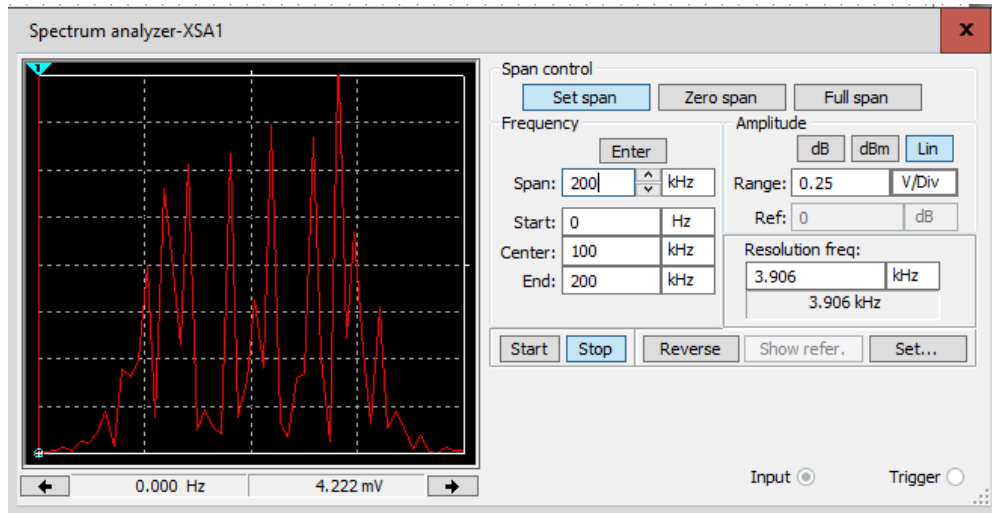 Spectrum analyzer-XSA1
x
1
Span control
Set span Zero span Full span
Frequency
Enter
Span: 200 kHz
Start: 0 Hz
Center: 100 kHz
End: 200 kHz
Amplitude
dB dBm Lin
Range: 0.25 V/Div
Ref: 0 dB
Resolution freq:
3.906 kHz
3.906 kHz
Start Stop Reverse Show refer. Set...
0.000 Hz 4.222 mV
Input Trigger